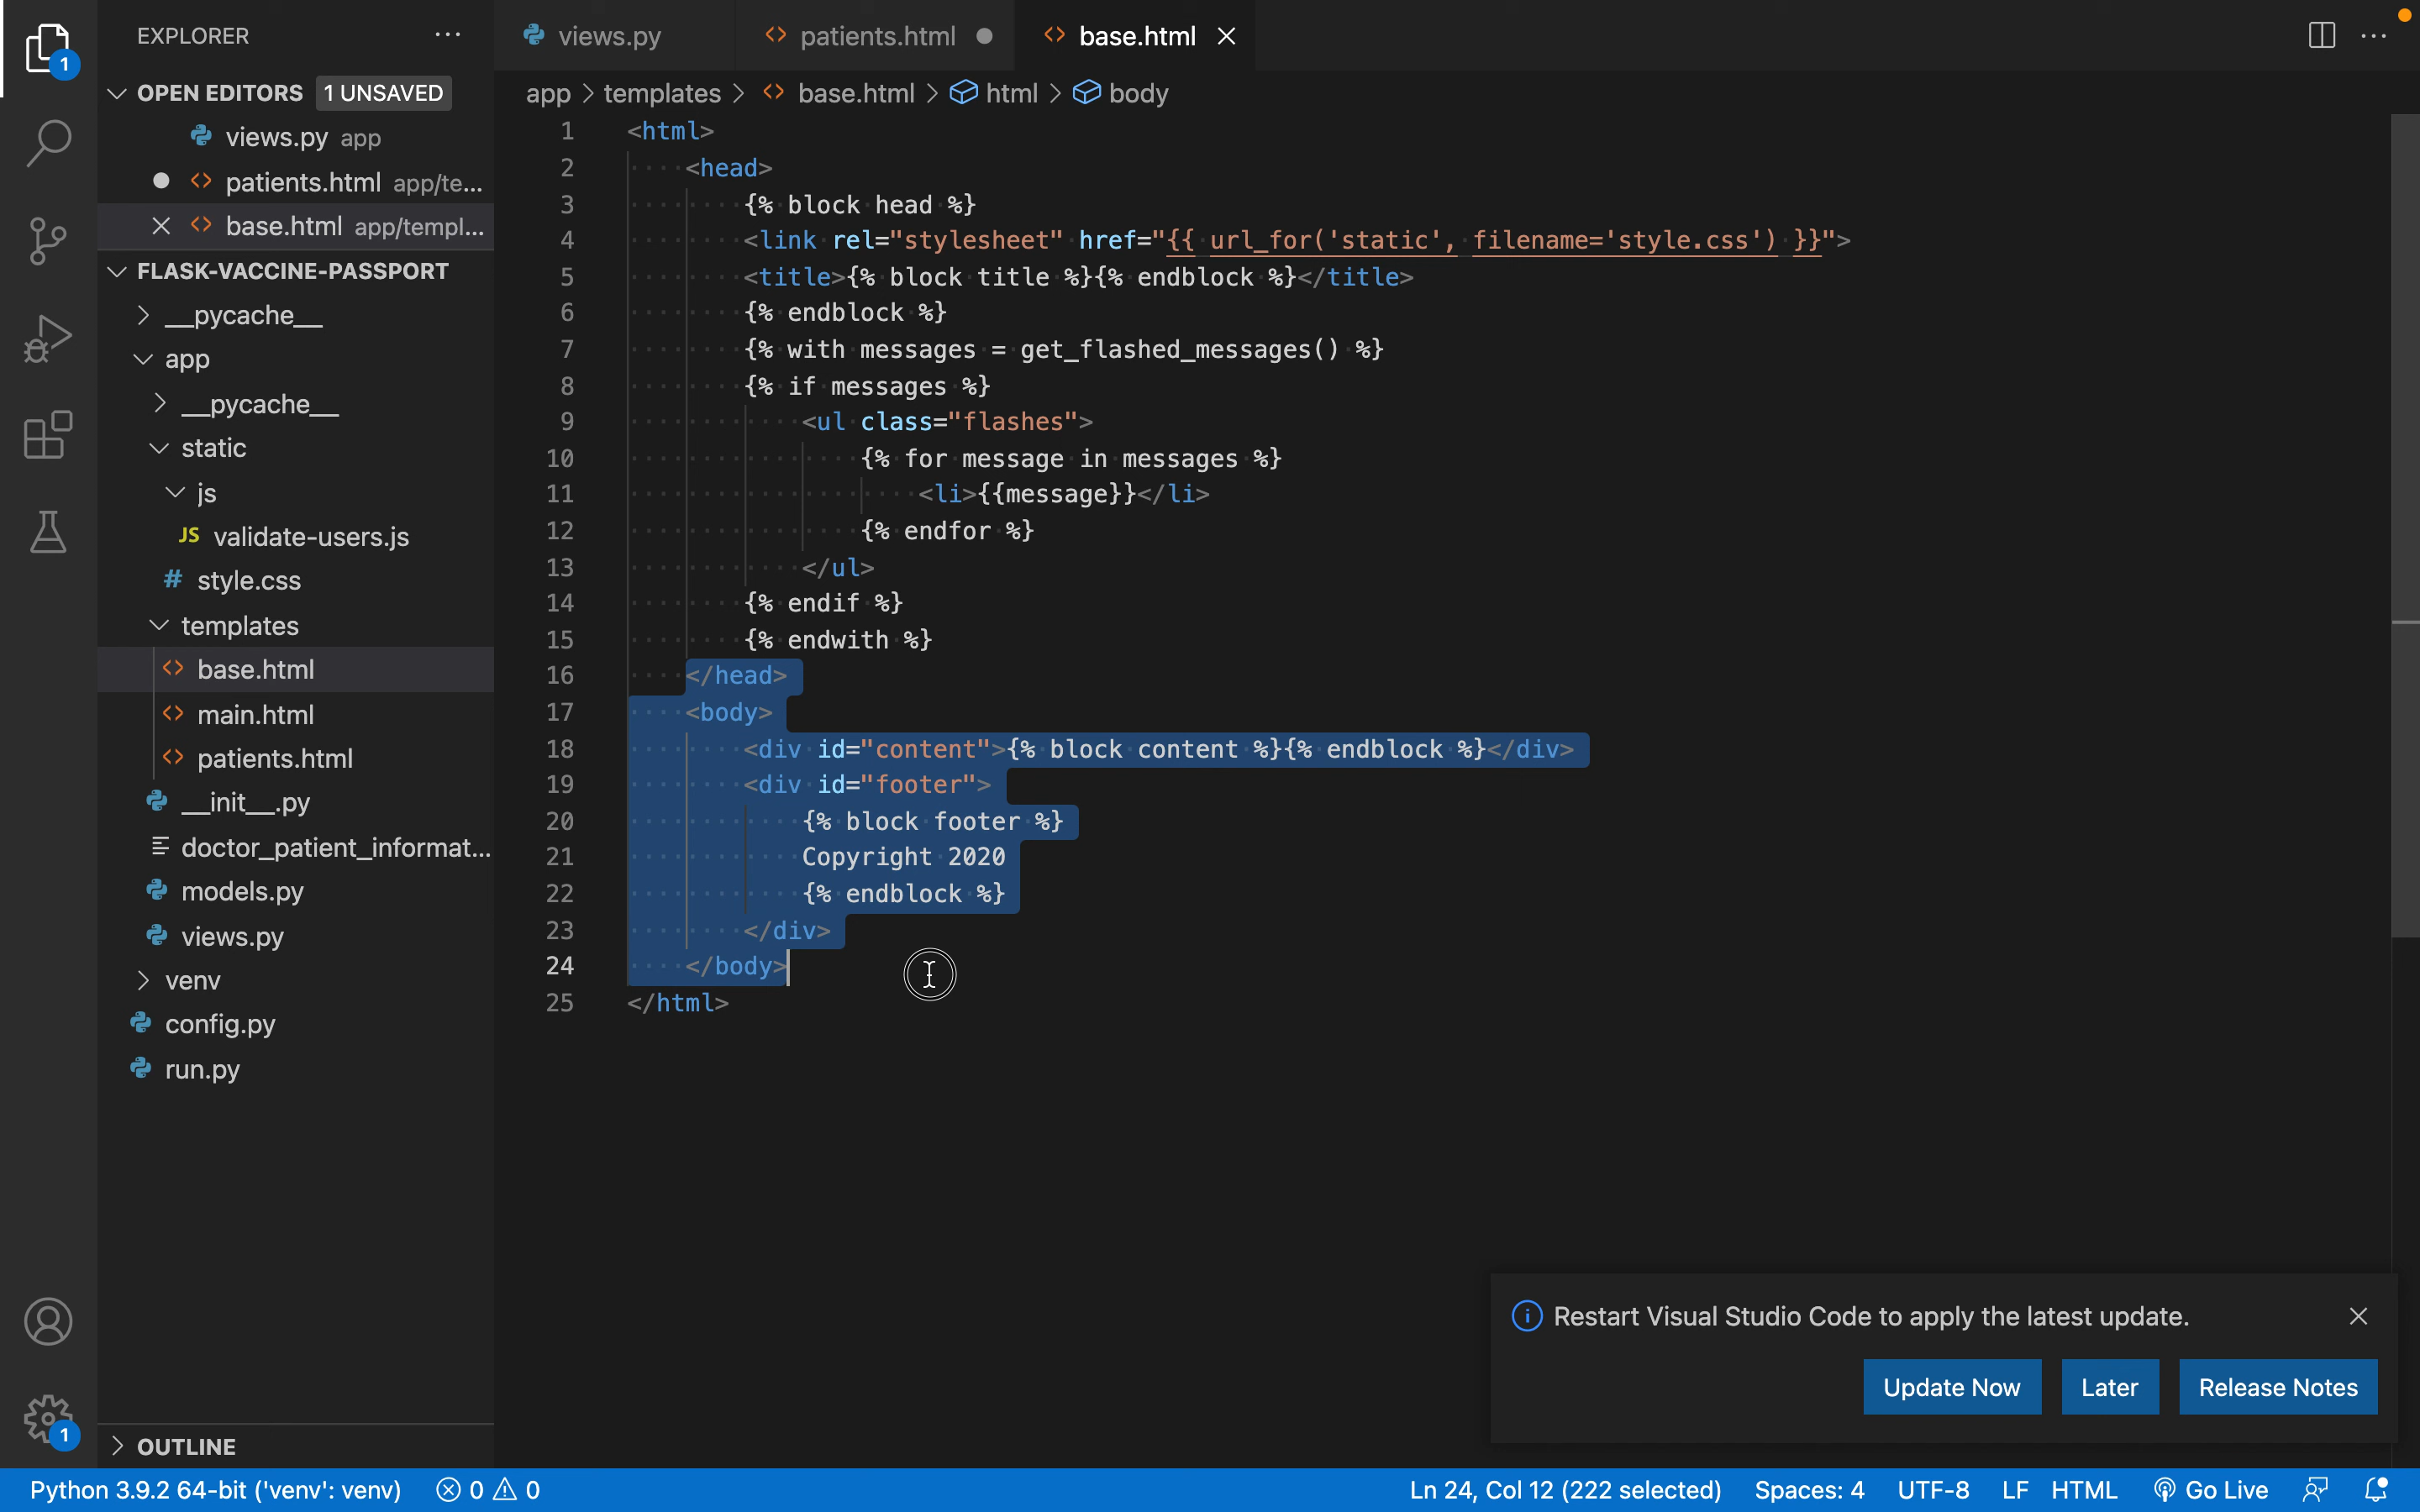 EXPLORER
OPEN EDITORS 1 UNSAVED
views.py app
patients.html app/te...
base.html app/templ...
FLASK-VACCINE-PASSPORT
__pycache__
app
__pycache__
static
js
JS validate-users.js
# style.css
templates
base.html
main.html
patients.html
__init__.py
doctor_patient_informat...
models.py
views.py
venv
config.py
run.py
OUTLINE
1
1
views.py patients.html base.html
app > templates > base.html > html > body
1 <html>
2 <head>
3 {% block head %}
4 <link rel="stylesheet" href="{{ url_for('static', filename='style.css') }}">
5 <title>{% block title %}{% endblock %}</title>
6 {% endblock %}
7 {% with messages = get_flashed_messages() %}
8 {% if messages %}
9 <ul class="flashes">
10 {% for message in messages %}
11 <li>{{message}}</li>
12 {% endfor %}
13 </ul>
14 {% endif %}
15 {% endwith %}
16 </head>
17 <body>
18 <div id="content">{% block content %}{% endblock %}</div>
19 <div id="footer">
20 {% block footer %}
21 Copyright 2020
22 {% endblock %}
23 </div>
24 </body>
25 </html>
Restart Visual Studio Code to apply the latest update.
Update Now Later Release Notes
Python 3.9.2 64-bit ('venv': venv) 0 0 Ln 24, Col 12 (222 selected) Spaces: 4 UTF-8 LF HTML Go Live